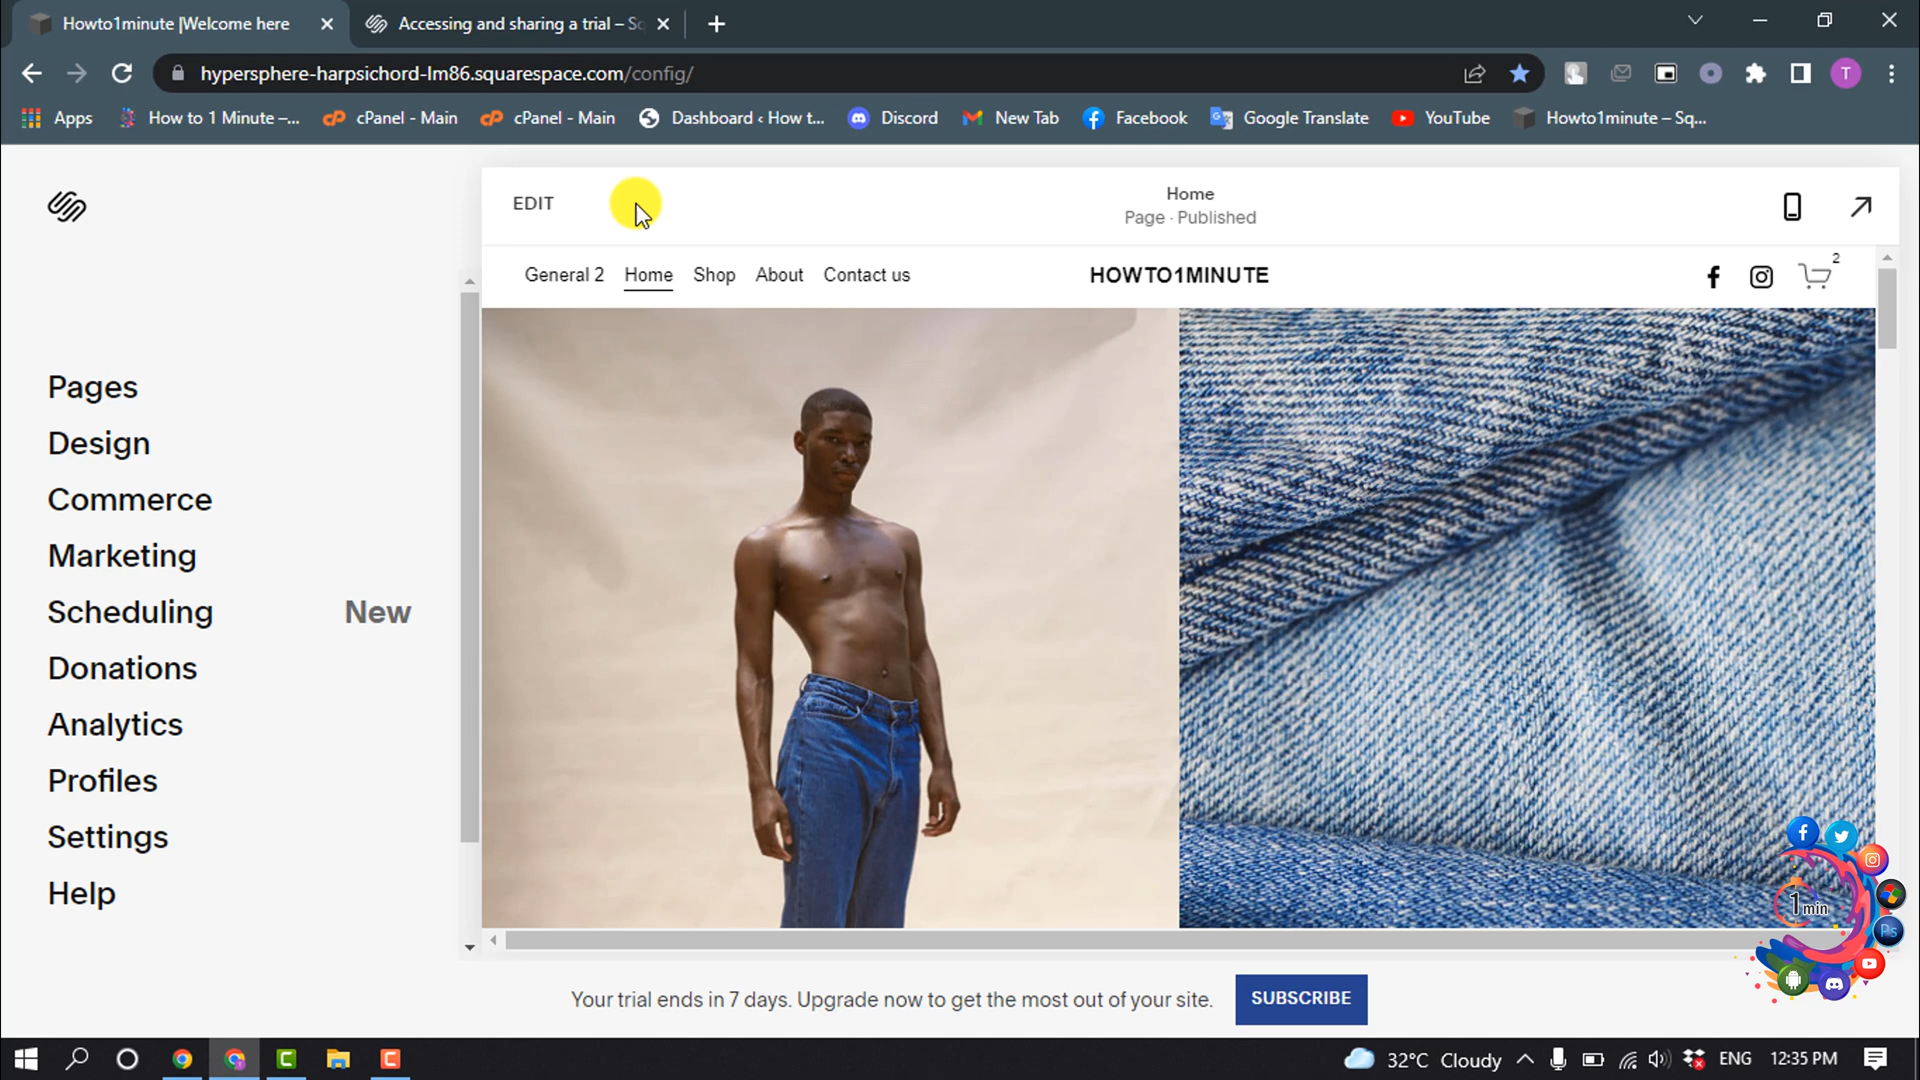 Howto1minute |Welcome here
Accessing and sharing a trial – Sq
hypersphere-harpsichord-lm86.squarespace.com/config/
T
Apps
How to 1 Minute –...
cPanel - Main
cPanel - Main
Dashboard ‹ How t...
Discord
New Tab
Facebook
Google Translate
YouTube
Howto1minute – Sq...
EDIT
Home
Page · Published
General 2
Home
Shop
About
Contact us
HOWTO1MINUTE
2
Pages
Design
Commerce
Marketing
Scheduling
New
Donations
Analytics
Profiles
Settings
Help
1 min
Ps
Your trial ends in 7 days. Upgrade now to get the most out of your site.
SUBSCRIBE
32°C Cloudy
ENG
12:35 PM